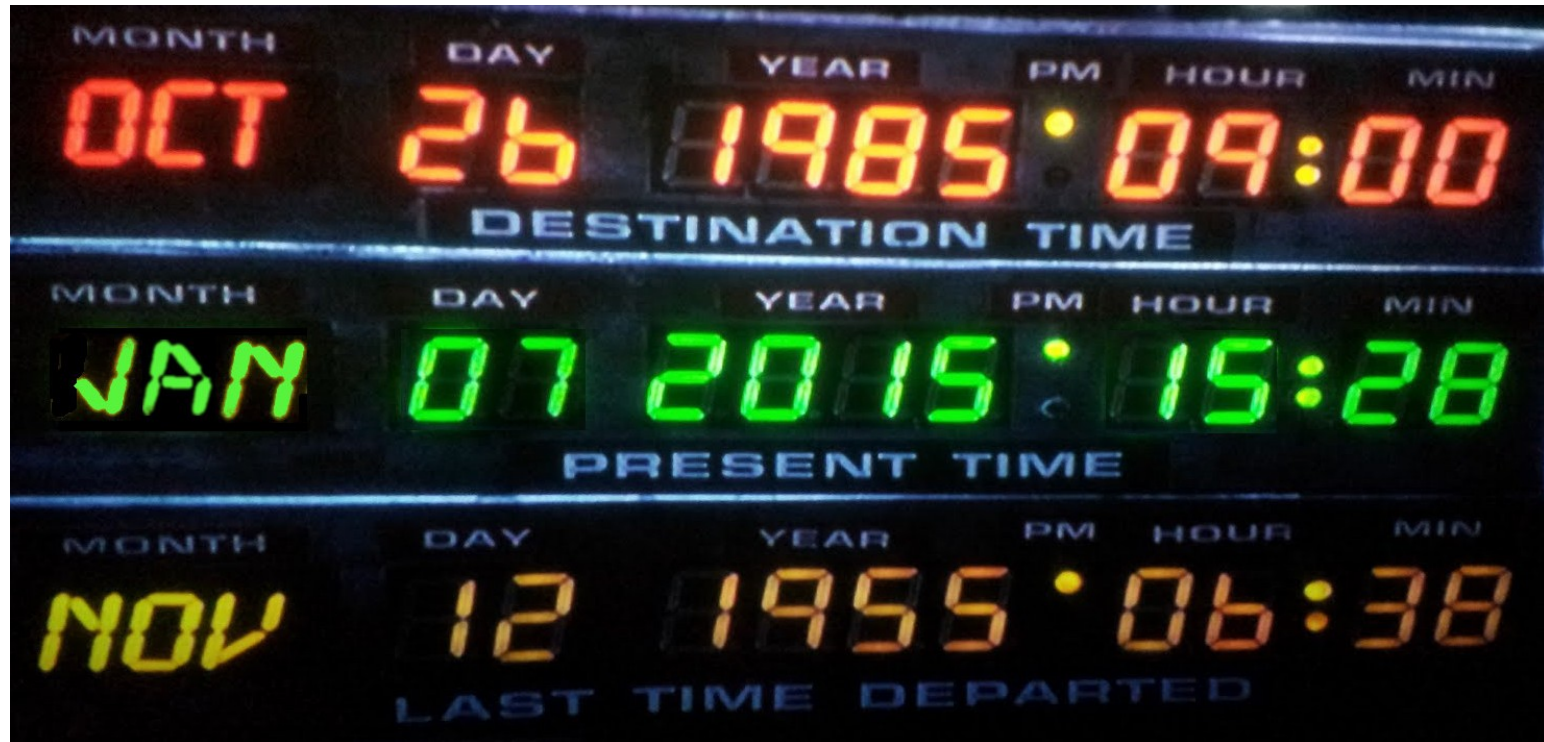 MONTH DAY YEAR PM HOUR MIN
OCT 26 1985 09:00
DESTINATION TIME
MONTH DAY YEAR PM HOUR MIN
JAN 07 2015 15:28
PRESENT TIME
MONTH DAY YEAR PM HOUR MIN
NOV 12 1955 06:38
LAST TIME DEPARTED